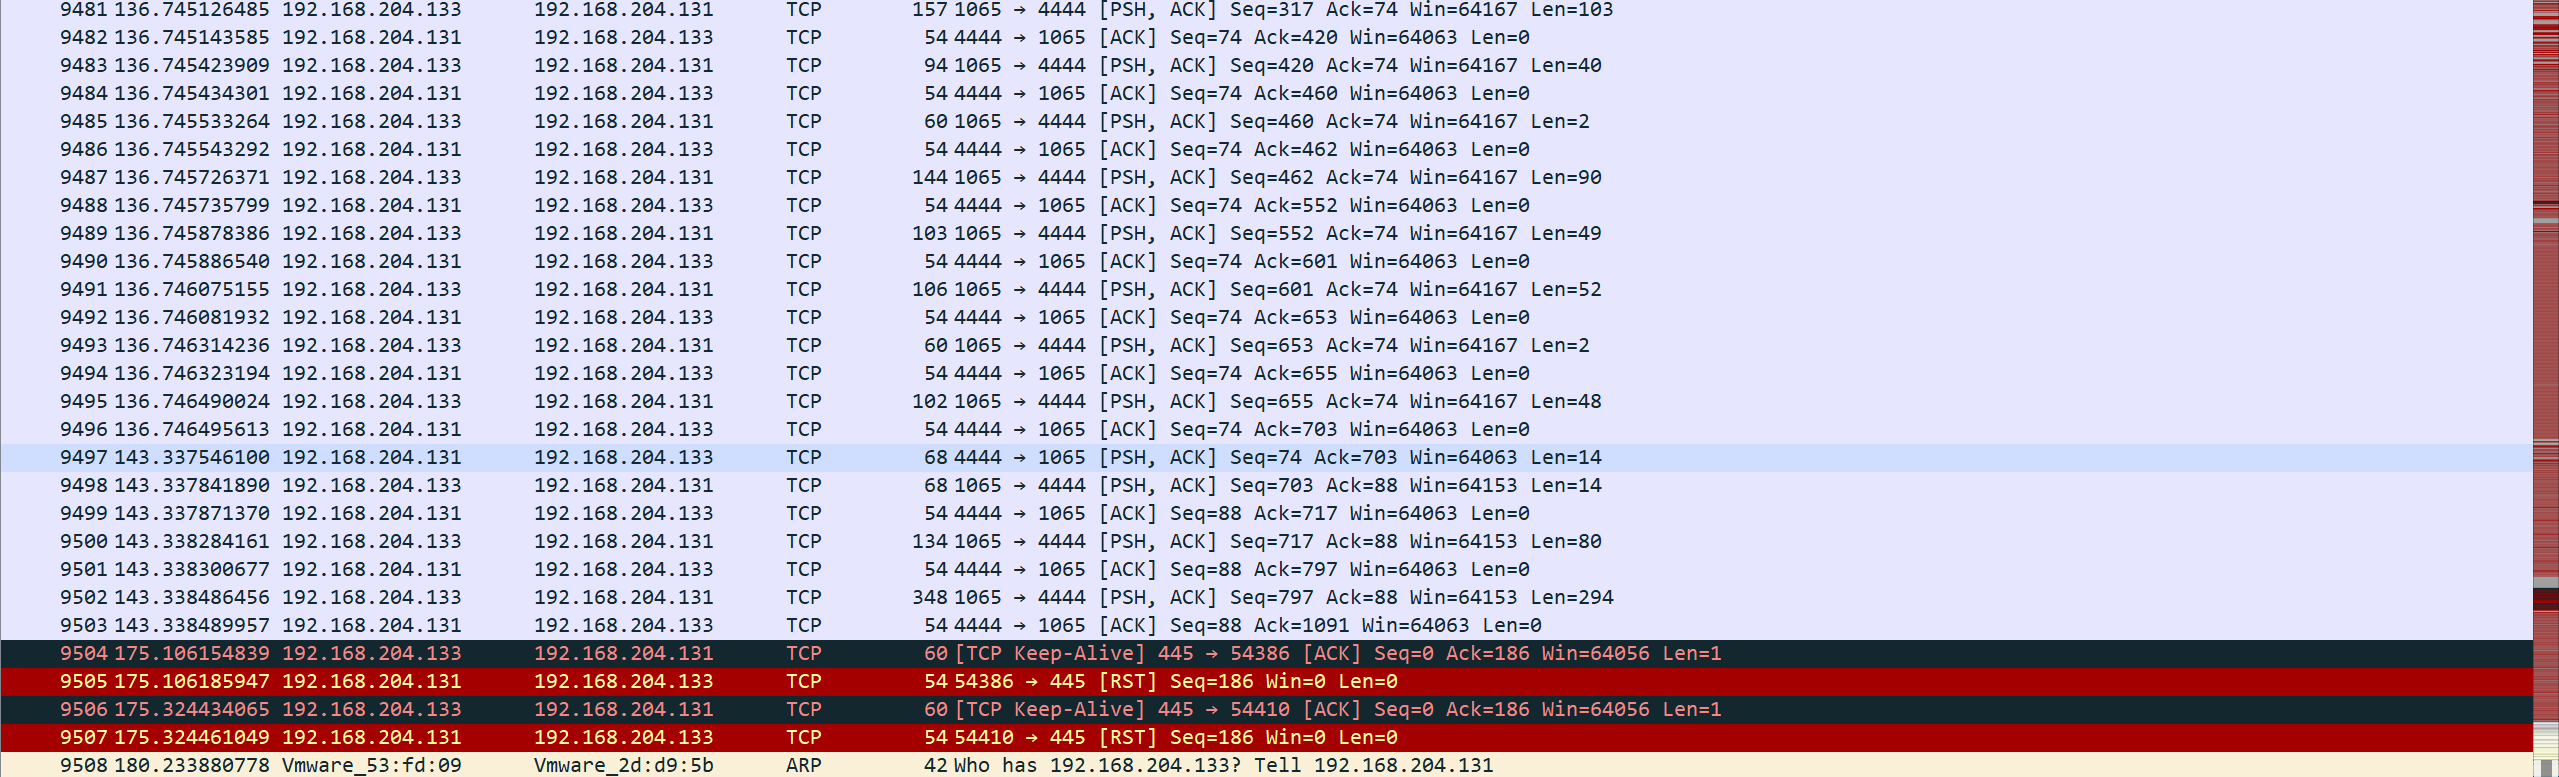 9481 136.745126485 192.168.204.133 192.168.204.131 TCP 157 1065 → 4444 [PSH, ACK] Seq=317 Ack=74 Win=64167 Len=103
9482 136.745143585 192.168.204.131 192.168.204.133 TCP 54 4444 → 1065 [ACK] Seq=74 Ack=420 Win=64063 Len=0
9483 136.745423909 192.168.204.133 192.168.204.131 TCP 94 1065 → 4444 [PSH, ACK] Seq=420 Ack=74 Win=64167 Len=40
9484 136.745434301 192.168.204.131 192.168.204.133 TCP 54 4444 → 1065 [ACK] Seq=74 Ack=460 Win=64063 Len=0
9485 136.745533264 192.168.204.133 192.168.204.131 TCP 60 1065 → 4444 [PSH, ACK] Seq=460 Ack=74 Win=64167 Len=2
9486 136.745543292 192.168.204.131 192.168.204.133 TCP 54 4444 → 1065 [ACK] Seq=74 Ack=462 Win=64063 Len=0
9487 136.745726371 192.168.204.133 192.168.204.131 TCP 144 1065 → 4444 [PSH, ACK] Seq=462 Ack=74 Win=64167 Len=90
9488 136.745735799 192.168.204.131 192.168.204.133 TCP 54 4444 → 1065 [ACK] Seq=74 Ack=552 Win=64063 Len=0
9489 136.745878386 192.168.204.133 192.168.204.131 TCP 103 1065 → 4444 [PSH, ACK] Seq=552 Ack=74 Win=64167 Len=49
9490 136.745886540 192.168.204.131 192.168.204.133 TCP 54 4444 → 1065 [ACK] Seq=74 Ack=601 Win=64063 Len=0
9491 136.746075155 192.168.204.133 192.168.204.131 TCP 106 1065 → 4444 [PSH, ACK] Seq=601 Ack=74 Win=64167 Len=52
9492 136.746081932 192.168.204.131 192.168.204.133 TCP 54 4444 → 1065 [ACK] Seq=74 Ack=653 Win=64063 Len=0
9493 136.746314236 192.168.204.133 192.168.204.131 TCP 60 1065 → 4444 [PSH, ACK] Seq=653 Ack=74 Win=64167 Len=2
9494 136.746323194 192.168.204.131 192.168.204.133 TCP 54 4444 → 1065 [ACK] Seq=74 Ack=655 Win=64063 Len=0
9495 136.746490024 192.168.204.133 192.168.204.131 TCP 102 1065 → 4444 [PSH, ACK] Seq=655 Ack=74 Win=64167 Len=48
9496 136.746495613 192.168.204.131 192.168.204.133 TCP 54 4444 → 1065 [ACK] Seq=74 Ack=703 Win=64063 Len=0
9497 143.337546100 192.168.204.131 192.168.204.133 TCP 68 4444 → 1065 [PSH, ACK] Seq=74 Ack=703 Win=64063 Len=14
9498 143.337841890 192.168.204.133 192.168.204.131 TCP 68 1065 → 4444 [PSH, ACK] Seq=703 Ack=88 Win=64153 Len=14
9499 143.337871370 192.168.204.131 192.168.204.133 TCP 54 4444 → 1065 [ACK] Seq=88 Ack=717 Win=64063 Len=0
9500 143.338284161 192.168.204.133 192.168.204.131 TCP 134 1065 → 4444 [PSH, ACK] Seq=717 Ack=88 Win=64153 Len=80
9501 143.338300677 192.168.204.131 192.168.204.133 TCP 54 4444 → 1065 [ACK] Seq=88 Ack=797 Win=64063 Len=0
9502 143.338486456 192.168.204.133 192.168.204.131 TCP 348 1065 → 4444 [PSH, ACK] Seq=797 Ack=88 Win=64153 Len=294
9503 143.338489957 192.168.204.131 192.168.204.133 TCP 54 4444 → 1065 [ACK] Seq=88 Ack=1091 Win=64063 Len=0
9504 175.106154839 192.168.204.133 192.168.204.131 TCP 60 [TCP Keep-Alive] 445 → 54386 [ACK] Seq=0 Ack=186 Win=64056 Len=1
9505 175.106185947 192.168.204.131 192.168.204.133 TCP 54 54386 → 445 [RST] Seq=186 Win=0 Len=0
9506 175.324434065 192.168.204.133 192.168.204.131 TCP 60 [TCP Keep-Alive] 445 → 54410 [ACK] Seq=0 Ack=186 Win=64056 Len=1
9507 175.324461049 192.168.204.131 192.168.204.133 TCP 54 54410 → 445 [RST] Seq=186 Win=0 Len=0
9508 180.233880778 Vmware_53:fd:09 Vmware_2d:d9:5b ARP 42 Who has 192.168.204.133? Tell 192.168.204.131